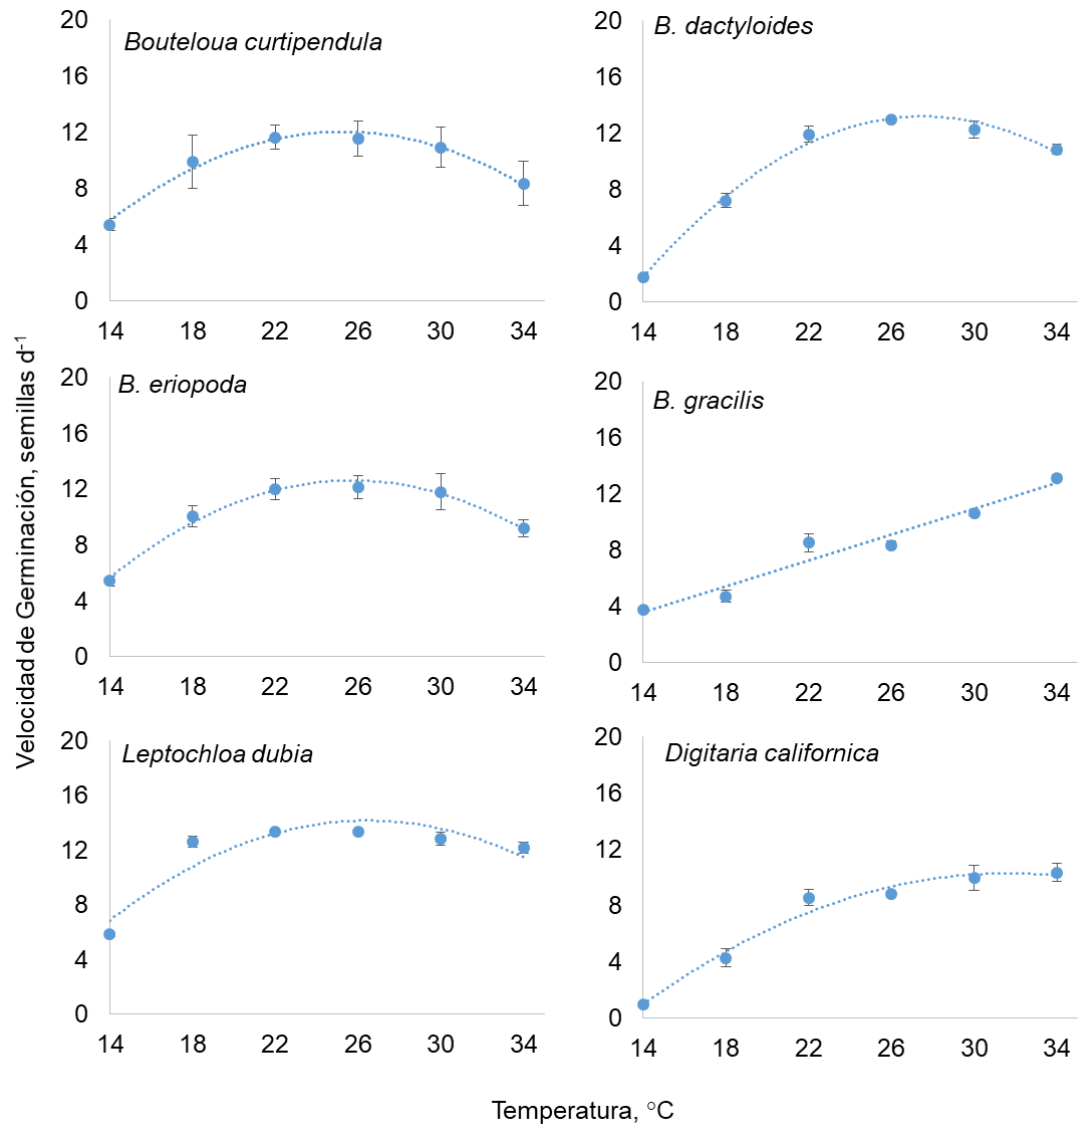 Velocidad de Germinación, semillas d-1
Bouteloua curtipendula
20
16
12
8
4
0
14 18 22 26 30 34
B. dactyloides
20
16
12
8
4
0
14 18 22 26 30 34
B. eriopoda
20
16
12
8
4
0
14 18 22 26 30 34
B. gracilis
20
16
12
8
4
0
14 18 22 26 30 34
Leptochloa dubia
20
16
12
8
4
0
14 18 22 26 30 34
Digitaria californica
20
16
12
8
4
0
14 18 22 26 30 34
Temperatura, °C